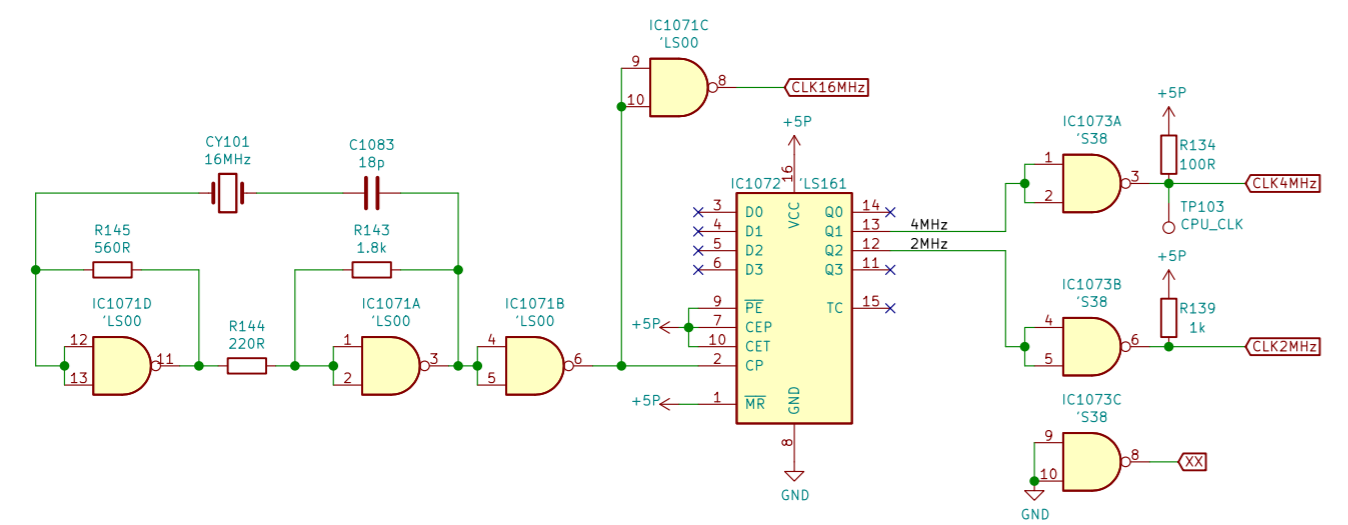 IC1071C
'LS00
9
10
8
CLK16MHz
CY101
16MHz
C1083
18p
R145
560R
R143
1.8k
IC1071D
'LS00
12
13
11
R144
220R
IC1071A
'LS00
1
2
3
IC1071B
'LS00
4
5
6
+5P
16
IC1072 'LS161
3 D0 VCC Q0 14
4 D1 Q1 13 4MHz
5 D2 Q2 12 2MHz
6 D3 Q3 11
9 PE TC 15
+5P 7 CEP
10 CET
2 CP
+5P 1 MR GND
8
GND
+5P
IC1073A
'S38
1
2
3
R134
100R
CLK4MHz
TP103
CPU_CLK
+5P
IC1073B
'S38
4
5
6
R139
1k
CLK2MHz
IC1073C
'S38
9
10
8
XX
GND